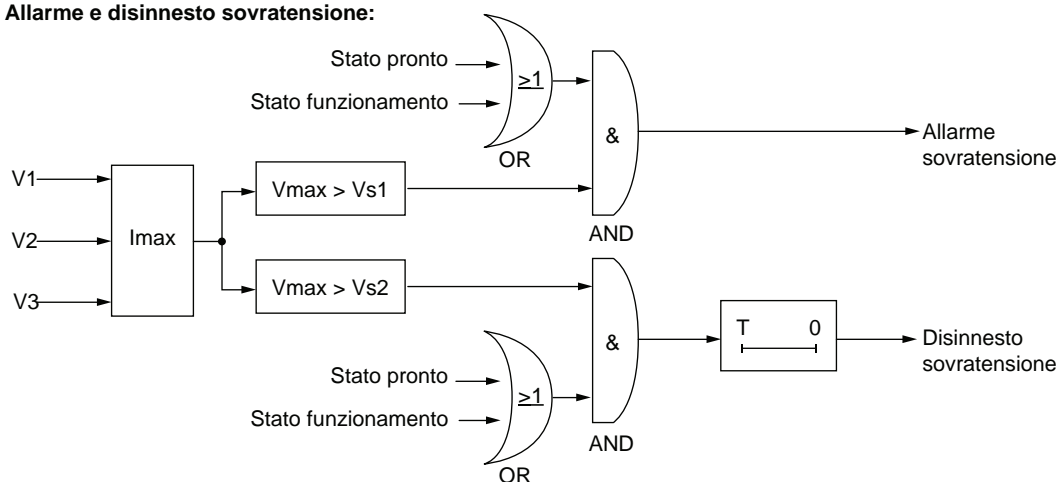 Allarme e disinnesto sovratensione:
Stato pronto
Stato funzionamento
≥1
OR
&
AND
Allarme
sovratensione
V1
V2
V3
Imax
Vmax > Vs1
Vmax > Vs2
&
AND
T 0
Disinnesto
sovratensione
Stato pronto
Stato funzionamento
≥1
OR